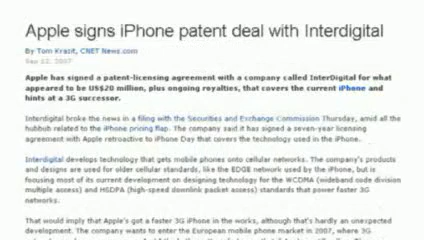 Apple signs iPhone patent deal with Interdigital
By Tom Krazit, CNET News.com
Sep 12, 2007
Apple has signed a patent-licensing agreement with a company called InterDigital for what
appeared to be US$20 million, plus ongoing royalties, that covers the current iPhone and
hints at a 3G successor.
Interdigital broke the news in a filing with the Securities and Exchange Commission Thursday, amid all the
hubbub related to the iPhone pricing flap. The company said it has signed a seven-year licensing
agreement with Apple retroactive to iPhone Day that covers the technology used in the iPhone.
Interdigital develops technology that gets mobile phones onto cellular networks. The company's products
and designs are used for older cellular standards, like the EDGE network used by the iPhone, but is
focusing most of its current development on designing technology for the WCDMA (wideband code division
multiple access) and HSDPA (high-speed downlink packet access) standards that power faster 3G
networks.
That would imply that Apple's got a faster 3G iPhone in the works, although that's hardly an unexpected
development. The company wants to enter the European mobile phone market in 2007, where 3G